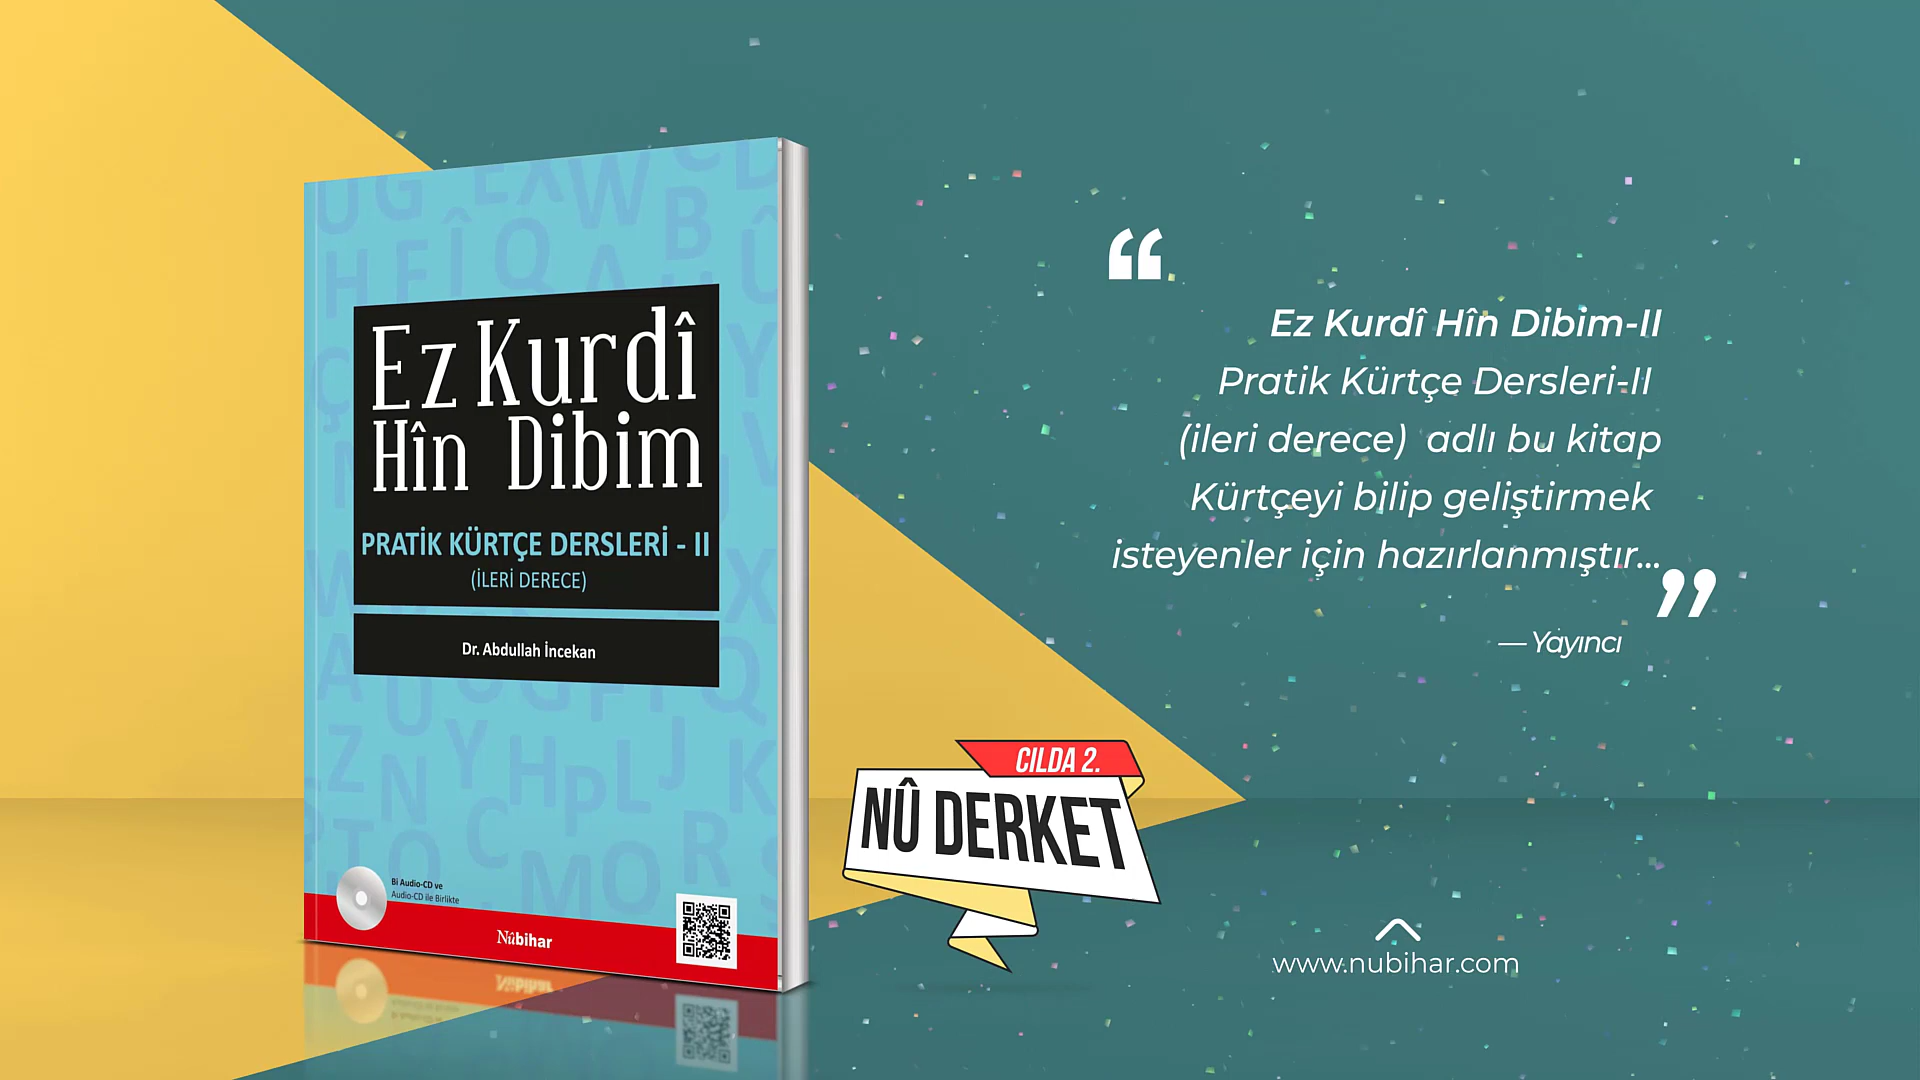 Ez Kurdî
Hîn Dibim
PRATİK KÜRTÇE DERSLERİ - II
(İLERİ DERECE)
Dr. Abdullah İncekan
Bi Audio-CD ve
Audio-CD ile Birlikte
Nûbihar
“
Ez Kurdî Hîn Dibim-II
Pratik Kürtçe Dersleri-II
(ileri derece) adlı bu kitap
Kürtçeyi bilip geliştirmek
isteyenler için hazırlanmıştır...
”
— Yayıncı
CILDA 2.
NÛ DERKET
www.nubihar.com